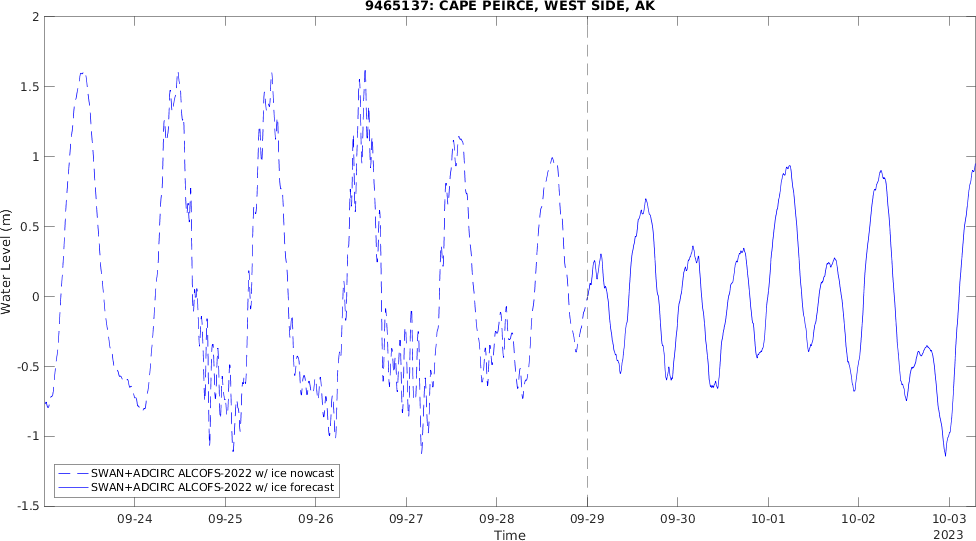 9465137: CAPE PEIRCE, WEST SIDE, AK
2
1.5
1
0.5
0
-0.5
-1
-1.5
Water Level (m)
SWAN+ADCIRC ALCOFS-2022 w/ ice nowcast
SWAN+ADCIRC ALCOFS-2022 w/ ice forecast
09-24 09-25 09-26 09-27 09-28 09-29 09-30 10-01 10-02 10-03
Time
2023